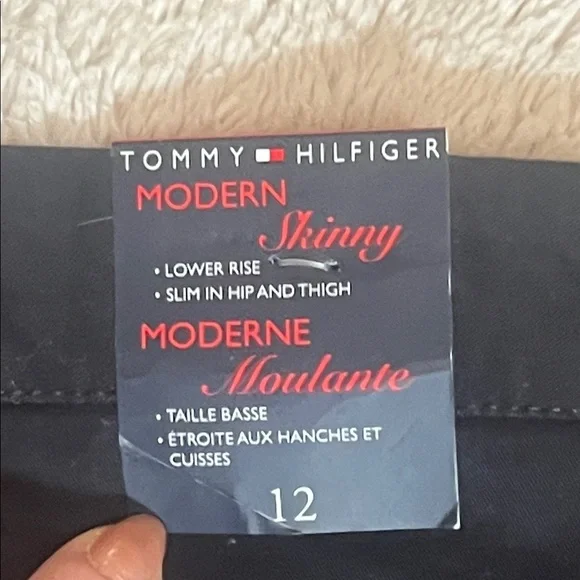 TOMMY HILFIGER
MODERN
Skinny
• LOWER RISE
• SLIM IN HIP AND THIGH
MODERNE
Moulante
• TAILLE BASSE
• ÉTROITE AUX HANCHES ET
CUISSES
12